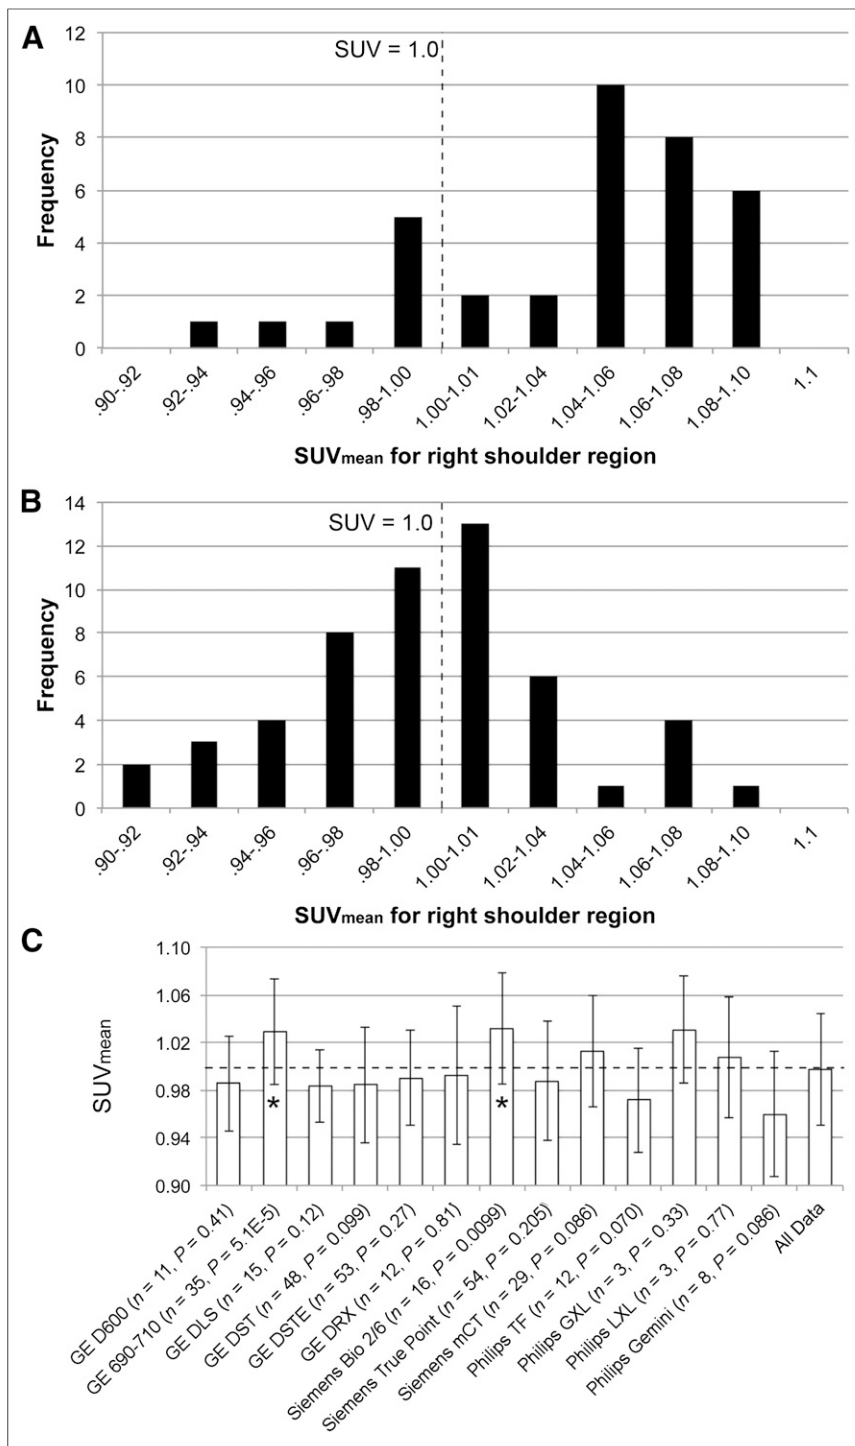 A
12
SUV = 1.0
10
8
6
4
2
0
Frequency
.90-.92
.92-.94
.94-.96
.96-.98
.98-1.00
1.00-1.01
1.02-1.04
1.04-1.06
1.06-1.08
1.08-1.10
1.1
SUVmean for right shoulder region
B
14
SUV = 1.0
12
10
8
6
4
2
0
Frequency
.90-.92
.92-.94
.94-.96
.96-.98
.98-1.00
1.00-1.01
1.02-1.04
1.04-1.06
1.06-1.08
1.08-1.10
1.1
SUVmean for right shoulder region
C
1.10
1.06
1.02
0.98
0.94
0.90
SUVmean
*
*
GE D600 (n = 11, P = 0.41)
GE 690-710 (n = 35, P = 5.1E-5)
GE DLS (n = 15, P = 0.12)
GE DST (n = 48, P = 0.099)
GE DSTE (n = 53, P = 0.27)
GE DRX (n = 12, P = 0.81)
Siemens Bio 2/6 (n = 16, P = 0.0099)
Siemens True Point (n = 54, P = 0.205)
Siemens mCT (n = 29, P = 0.086)
Philips TF (n = 12, P = 0.070)
Philips GXL (n = 3, P = 0.33)
Philips LXL (n = 3, P = 0.77)
Philips Gemini (n = 8, P = 0.086)
All Data